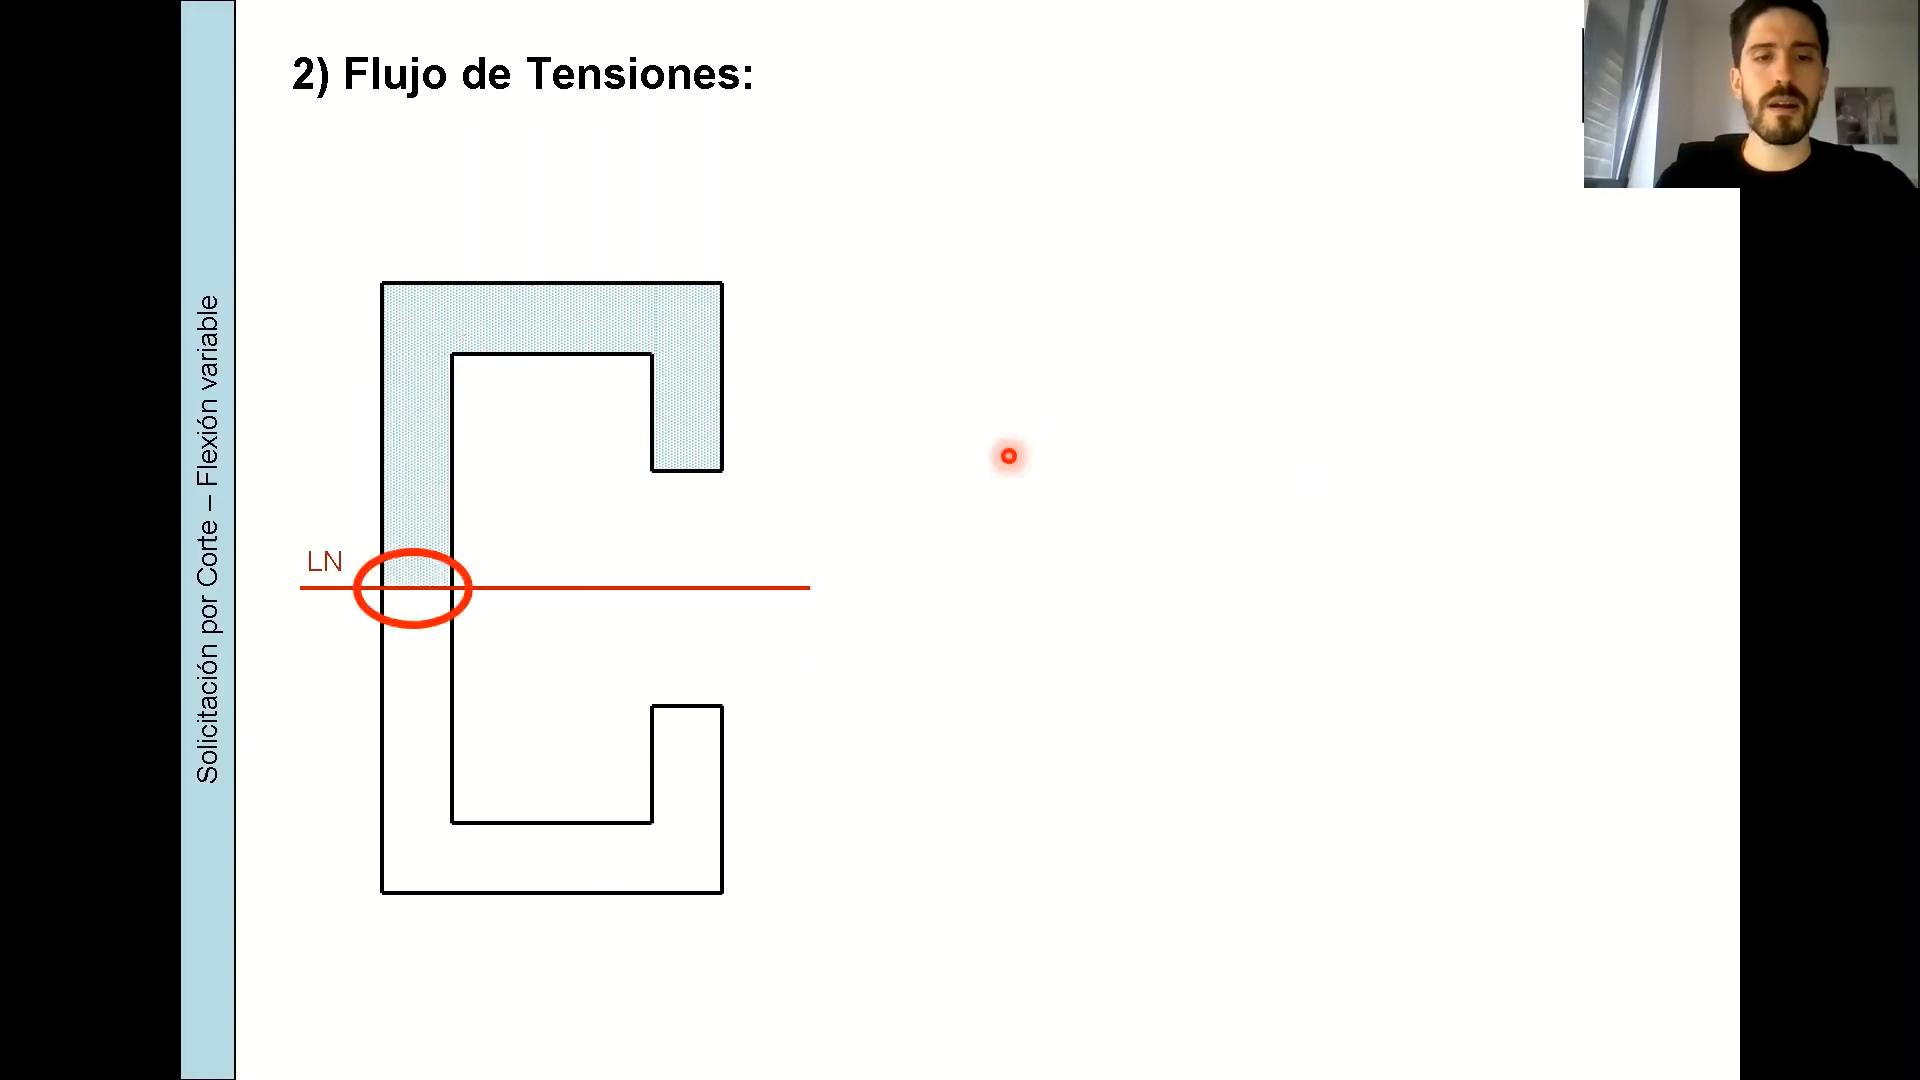 2) Flujo de Tensiones:
LN
Solicitación por Corte – Flexión variable